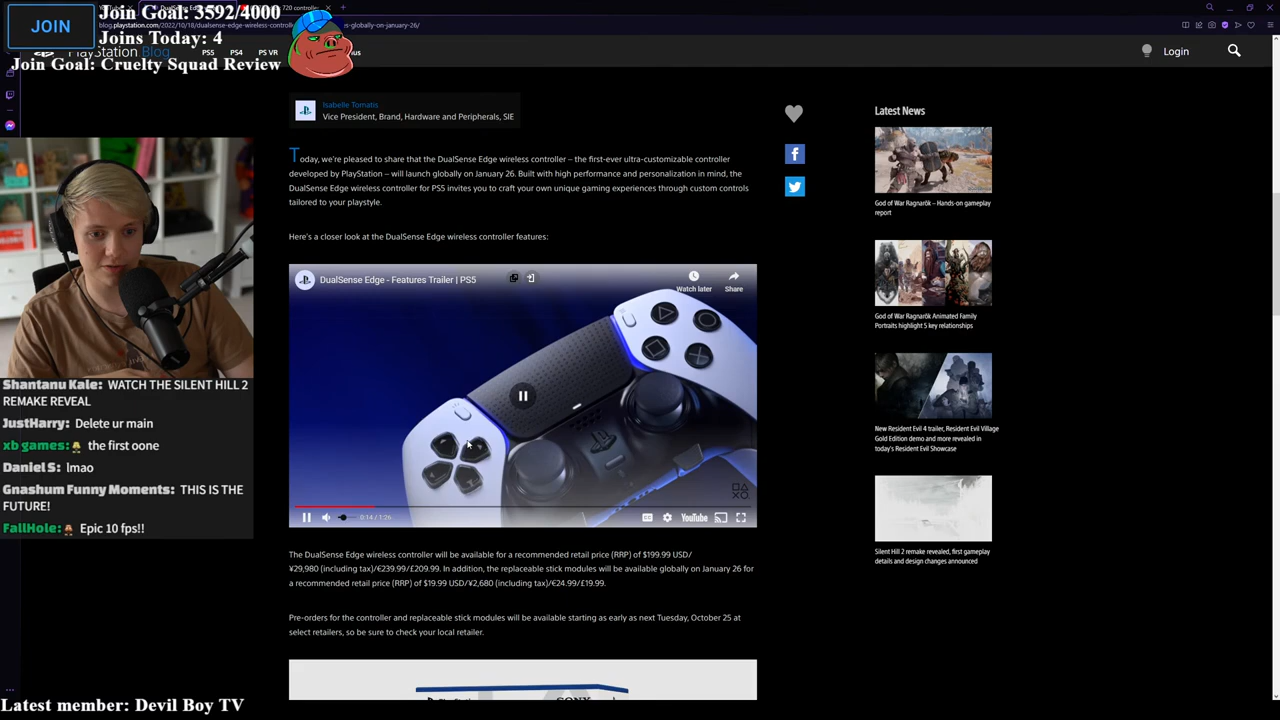 JOIN
Join Goal: 3592/4000
Joins Today: 4
Join Goal: Cruelty Squad Review
720 control
blog.playstation.com/2022/10/18/dualsense-edge-wireless-contro
es-globally-on-january-26/
PlayStation Blog
PS5
PS4
PS VR
Login
Isabelle Tomatis
Vice President, Brand, Hardware and Peripherals, SIE
Today, we're pleased to share that the DualSense Edge wireless controller – the first-ever ultra-customizable controller
developed by PlayStation – will launch globally on January 26. Built with high performance and personalization in mind, the
DualSense Edge wireless controller for PS5 invites you to craft your own unique gaming experiences through custom controls
tailored to your playstyle.
Here's a closer look at the DualSense Edge wireless controller features:
DualSense Edge - Features Trailer | PS5
Watch later
Share
0:14 / 1:26
YouTube
The DualSense Edge wireless controller will be available for a recommended retail price (RRP) of $199.99 USD/
¥29,980 (including tax)/€239.99/£209.99. In addition, the replaceable stick modules will be available globally on January 26 for
a recommended retail price (RRP) of $19.99 USD/¥2,680 (including tax)/€24.99/£19.99.
Pre-orders for the controller and replaceable stick modules will be available starting as early as next Tuesday, October 25 at
select retailers, so be sure to check your local retailer.
SONY
Latest News
God of War Ragnarök – Hands-on gameplay
report
God of War Ragnarök Animated Family
Portraits highlight 5 key relationships
New Resident Evil 4 trailer, Resident Evil Village
Gold Edition demo and more revealed in
today's Resident Evil Showcase
Silent Hill 2 remake revealed, first gameplay
details and design changes announced
Shantanu Kale: WATCH THE SILENT HILL 2
REMAKE REVEAL
JustHarry: Delete ur main
xb games: the first oone
Daniel S: lmao
Gnashum Funny Moments: THIS IS THE
FUTURE!
FallHole: Epic 10 fps!!
Latest member: Devil Boy TV